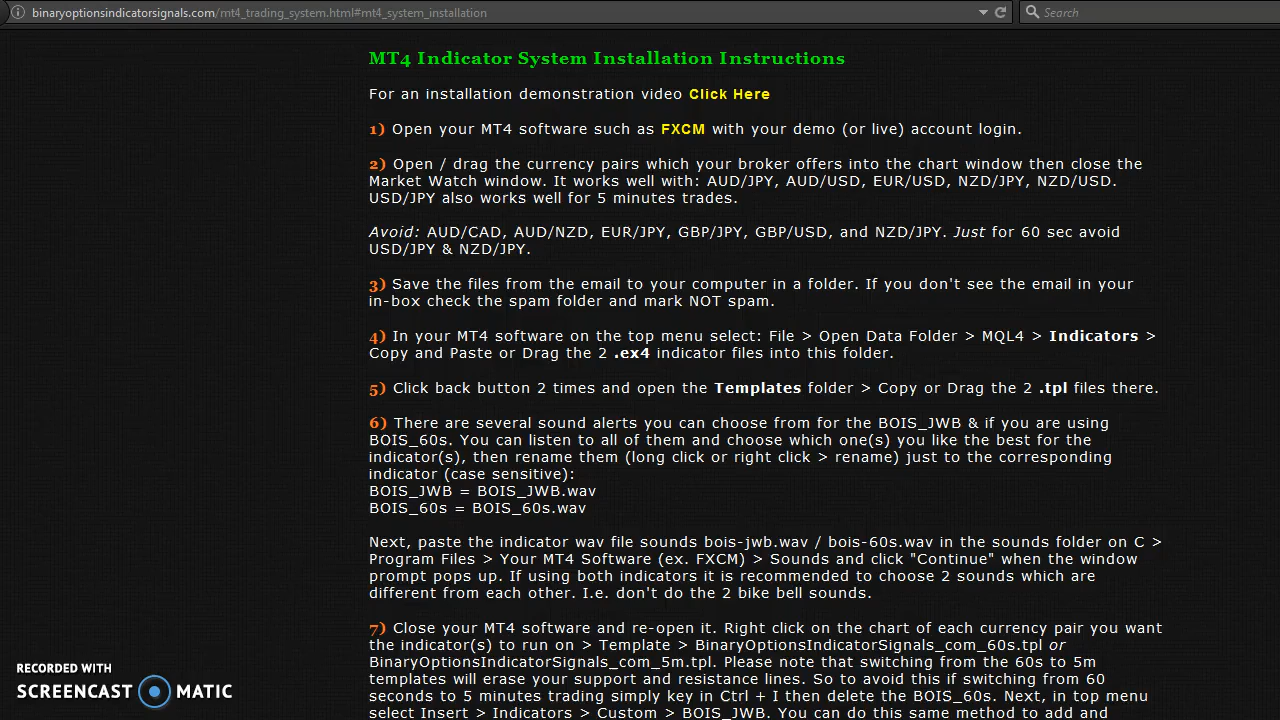 binaryoptionsindicatorsignals.com/mt4_trading_system.html#mt4_system_installation
Search
MT4 Indicator System Installation Instructions
For an installation demonstration video Click Here
1) Open your MT4 software such as FXCM with your demo (or live) account login.
2) Open / drag the currency pairs which your broker offers into the chart window then close the
Market Watch window. It works well with: AUD/JPY, AUD/USD, EUR/USD, NZD/JPY, NZD/USD.
USD/JPY also works well for 5 minutes trades.
Avoid: AUD/CAD, AUD/NZD, EUR/JPY, GBP/JPY, GBP/USD, and NZD/JPY. Just for 60 sec avoid
USD/JPY & NZD/JPY.
3) Save the files from the email to your computer in a folder. If you don't see the email in your
in-box check the spam folder and mark NOT spam.
4) In your MT4 software on the top menu select: File > Open Data Folder > MQL4 > Indicators >
Copy and Paste or Drag the 2 .ex4 indicator files into this folder.
5) Click back button 2 times and open the Templates folder > Copy or Drag the 2 .tpl files there.
6) There are several sound alerts you can choose from for the BOIS_JWB & if you are using
BOIS_60s. You can listen to all of them and choose which one(s) you like the best for the
indicator(s), then rename them (long click or right click > rename) just to the corresponding
indicator (case sensitive):
BOIS_JWB = BOIS_JWB.wav
BOIS_60s = BOIS_60s.wav
Next, paste the indicator wav file sounds bois-jwb.wav / bois-60s.wav in the sounds folder on C >
Program Files > Your MT4 Software (ex. FXCM) > Sounds and click "Continue" when the window
prompt pops up. If using both indicators it is recommended to choose 2 sounds which are
different from each other. I.e. don't do the 2 bike bell sounds.
7) Close your MT4 software and re-open it. Right click on the chart of each currency pair you want
the indicator(s) to run on > Template > BinaryOptionsIndicatorSignals_com_60s.tpl or
BinaryOptionsIndicatorSignals_com_5m.tpl. Please note that switching from the 60s to 5m
templates will erase your support and resistance lines. So to avoid this if switching from 60
seconds to 5 minutes trading simply key in Ctrl + I then delete the BOIS_60s. Next, in top menu
select Insert > Indicators > Custom > BOIS_JWB. You can do this same method to add and
RECORDED WITH
SCREENCAST MATIC